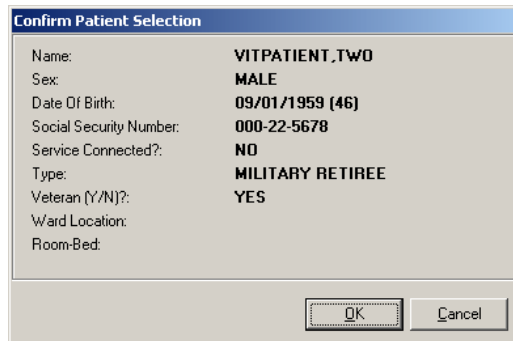 Confirm Patient Selection
Name: VITPATIENT,TWO
Sex: MALE
Date Of Birth: 09/01/1959 (46)
Social Security Number: 000-22-5678
Service Connected?: NO
Type: MILITARY RETIREE
Veteran (Y/N)?: YES
Ward Location:
Room-Bed:
OK Cancel